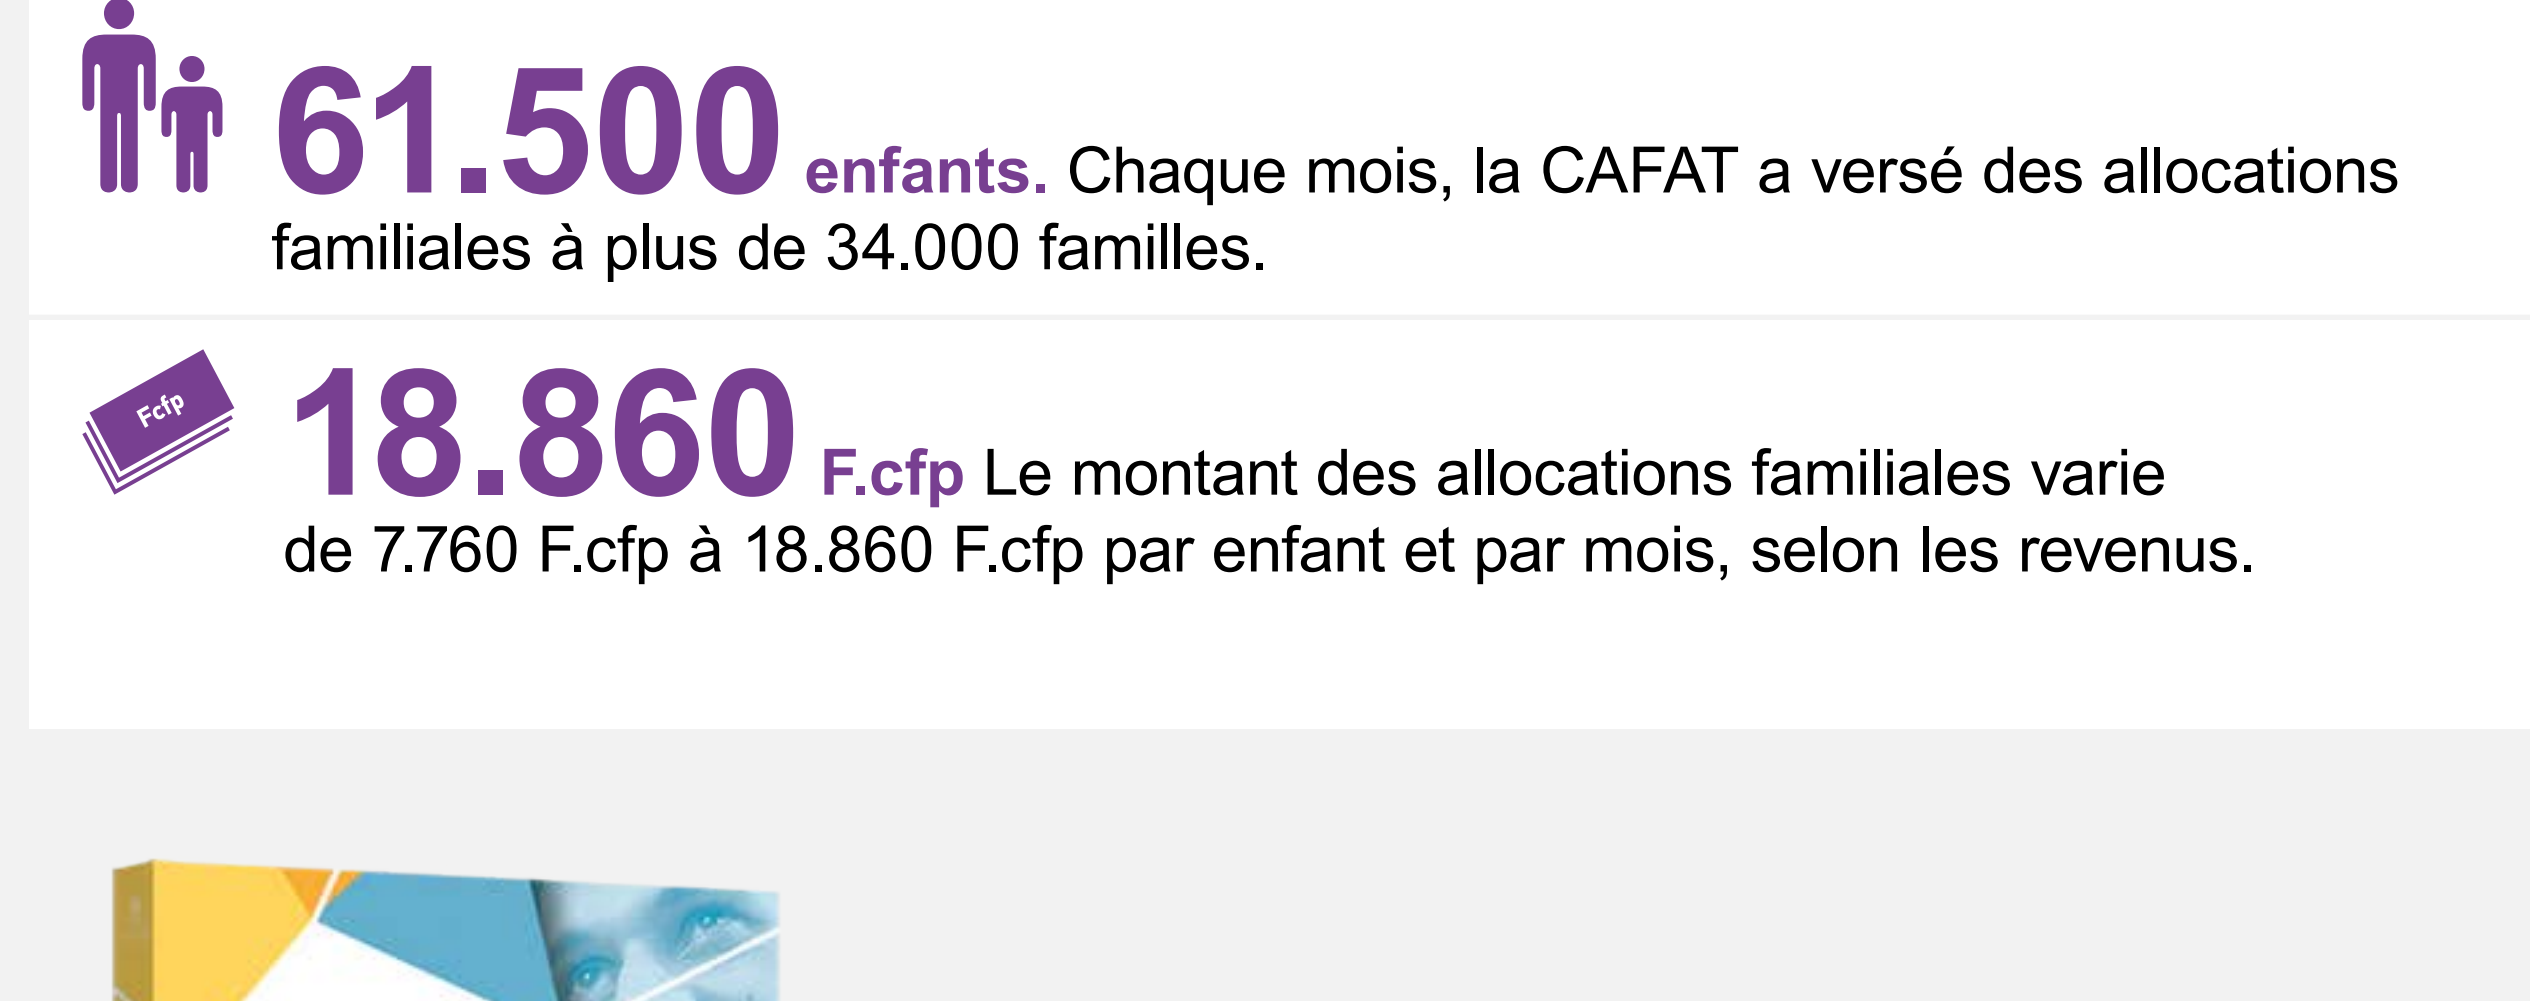 61.500 enfants. Chaque mois, la CAFAT a versé des allocations
familiales à plus de 34.000 familles.
Fcfp
18.860 F.cfp Le montant des allocations familiales varie
de 7.760 F.cfp à 18.860 F.cfp par enfant et par mois, selon les revenus.